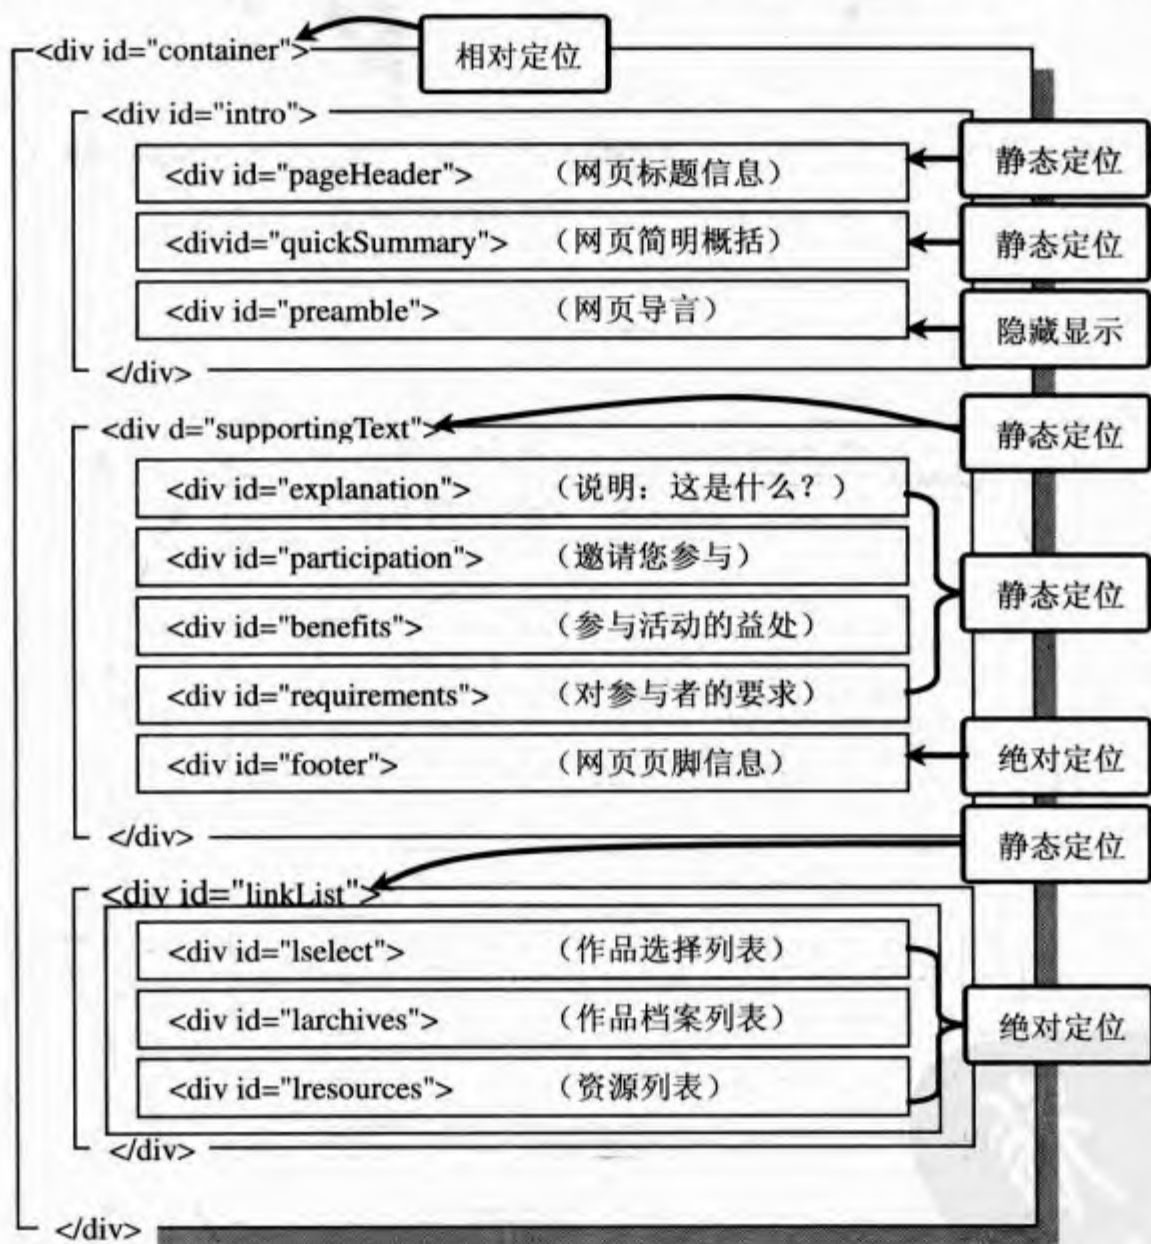 <div id="container"> 相对定位
<div id="intro">
<div id="pageHeader"> （网页标题信息） 静态定位
<divid="quickSummary"> （网页简明概括） 静态定位
<div id="preamble"> （网页导言） 隐藏显示
</div>
<div d="supportingText"> 静态定位
<div id="explanation"> （说明：这是什么？）
<div id="participation"> （邀请您参与）
静态定位
<div id="benefits"> （参与活动的益处）
<div id="requirements"> （对参与者的要求）
<div id="footer"> （网页页脚信息） 绝对定位
</div> 静态定位
<div id="linkList">
<div id="lselect"> （作品选择列表）
<div id="larchives"> （作品档案列表） 绝对定位
<div id="lresources"> （资源列表）
</div>
</div>